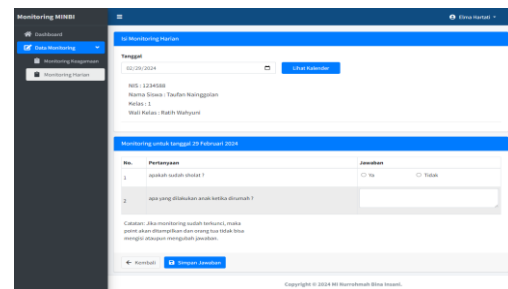 Monitoring MINBI
Elma Hartati
Dashboard
Data Monitoring
Monitoring Keagamaan
Monitoring Harian
Isi Monitoring Harian
Tanggal
02/29/2024
Lihat Kalender
NIS : 1234568
Nama Siswa : Taufan Nainggolan
Kelas : 1
Wali Kelas : Ratih Wahyuni
Monitoring untuk tanggal 29 Februari 2024
No. Pertanyaan Jawaban
1 apakah sudah sholat ? Ya Tidak
2 apa yang dilakukan anak ketika dirumah ?
Catatan: Jika monitoring sudah terkunci, maka
point akan ditampilkan dan orang tua tidak bisa
mengisi ataupun mengubah jawaban.
Kembali Simpan Jawaban
Copyright © 2024 MI Nurrohmah Bina Insani.